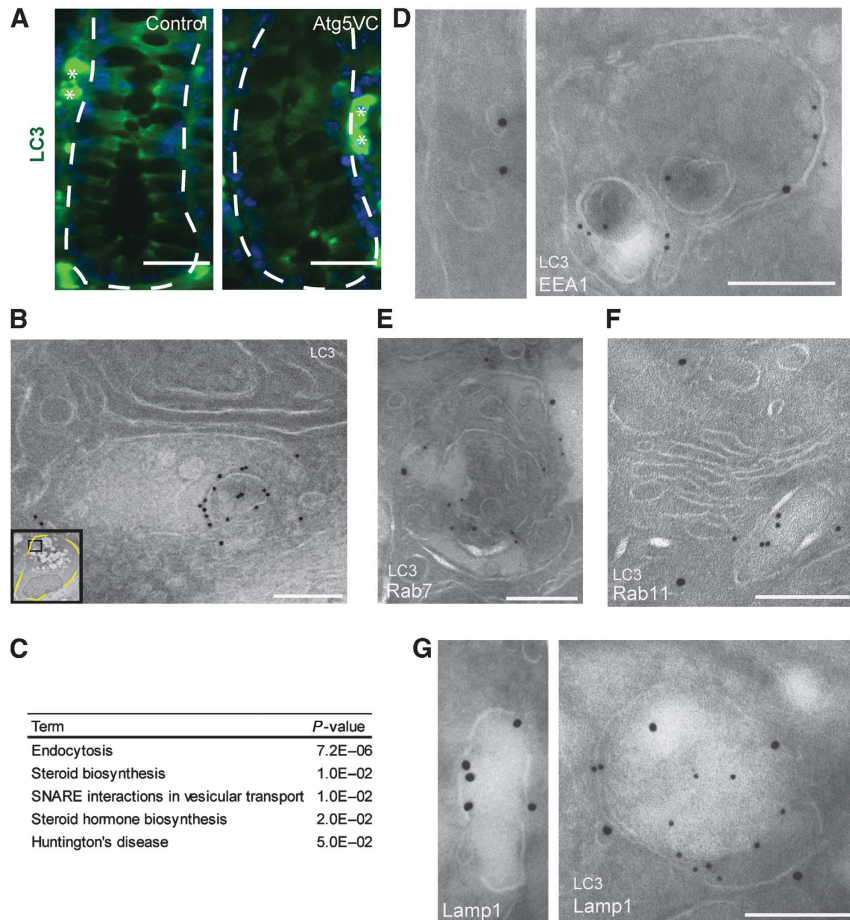 A
Control
Atg5VC
LC3
* *
* *
D
LC3
EEA1
B
LC3
E
LC3
Rab7
F
LC3
Rab11
C
Term P-value
Endocytosis 7.2E–06
Steroid biosynthesis 1.0E–02
SNARE interactions in vesicular transport 1.0E–02
Steroid hormone biosynthesis 2.0E–02
Huntington's disease 5.0E–02
G
Lamp1
LC3
Lamp1